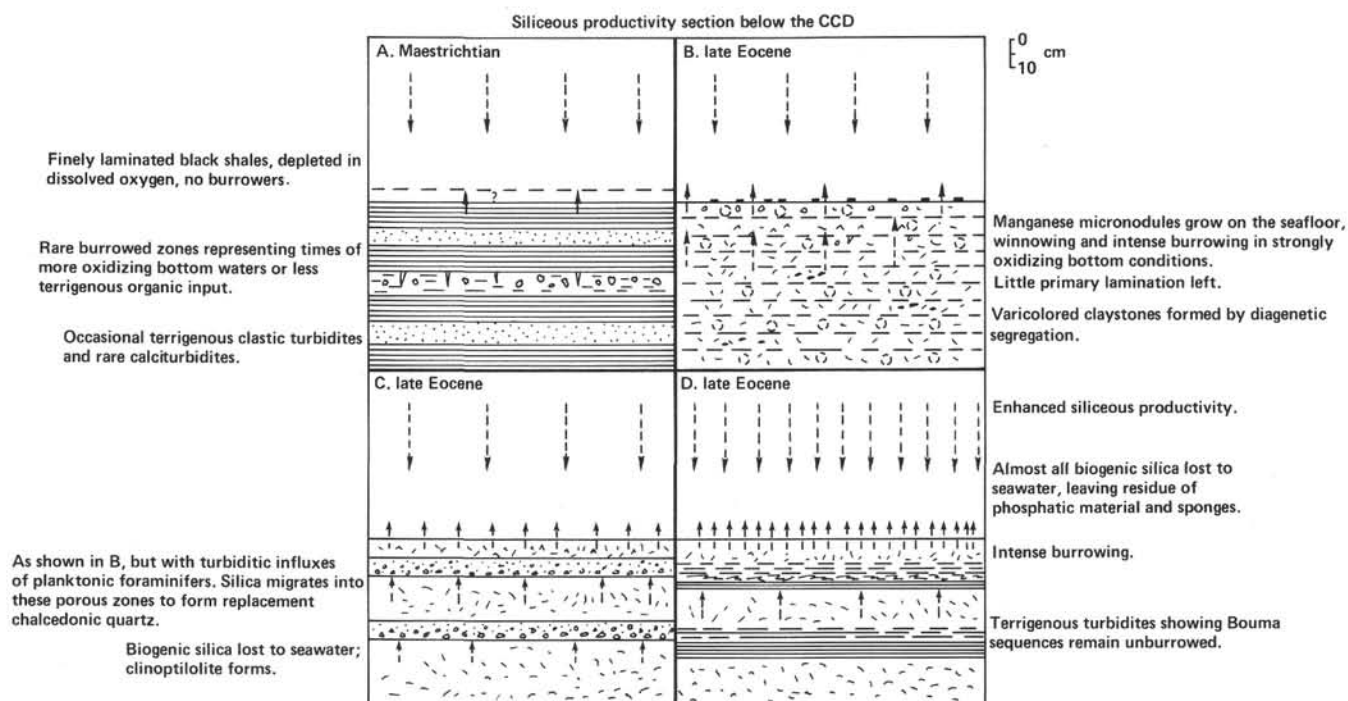 Siliceous productivity section below the CCD
A. Maestrichtian
B. late Eocene
0
10
cm
Finely laminated black shales, depleted in
dissolved oxygen, no burrowers.
?
Rare burrowed zones representing times of
more oxidizing bottom waters or less
terrigenous organic input.
Occasional terrigenous clastic turbidites
and rare calciturbidites.
Manganese micronodules grow on the seafloor,
winnowing and intense burrowing in strongly
oxidizing bottom conditions.
Little primary lamination left.
Varicolored claystones formed by diagenetic
segregation.
C. late Eocene
D. late Eocene
As shown in B, but with turbiditic influxes
of planktonic foraminifers. Silica migrates into
these porous zones to form replacement
chalcedonic quartz.
Biogenic silica lost to seawater;
clinoptilolite forms.
Enhanced siliceous productivity.
Almost all biogenic silica lost to
seawater, leaving residue of
phosphatic material and sponges.
Intense burrowing.
Terrigenous turbidites showing Bouma
sequences remain unburrowed.